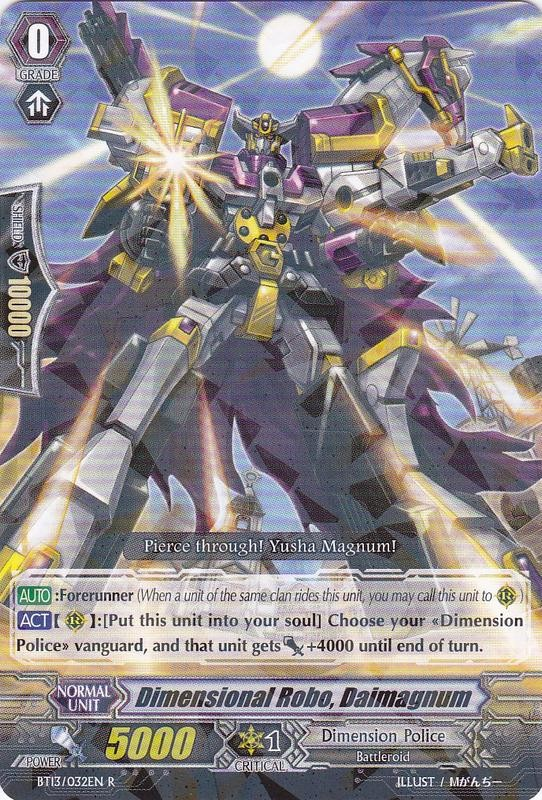 0
GRADE
SHIELD 10000
Pierce through! Yusha Magnum!
AUTO :Forerunner (When a unit of the same clan rides this unit, you may call this unit to R .)
ACT 【 R 】:[Put this unit into your soul] Choose your «Dimension
Police» vanguard, and that unit gets +4000 until end of turn.
NORMAL
UNIT
Dimensional Robo, Daimagnum
POWER
5000
1
CRITICAL
Dimension Police
Battleroid
BT13/032EN R
ILLUST / Mがんぢー